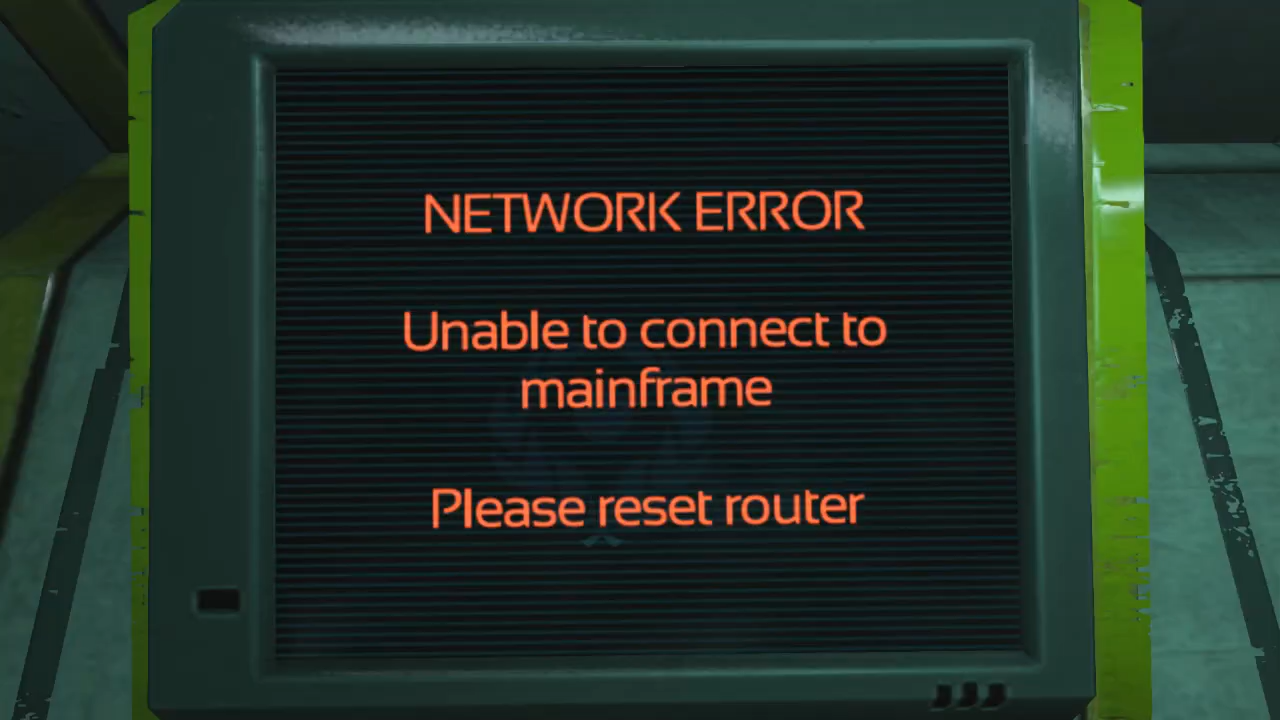 NETWORK ERROR
Unable to connect to
mainframe
Please reset router